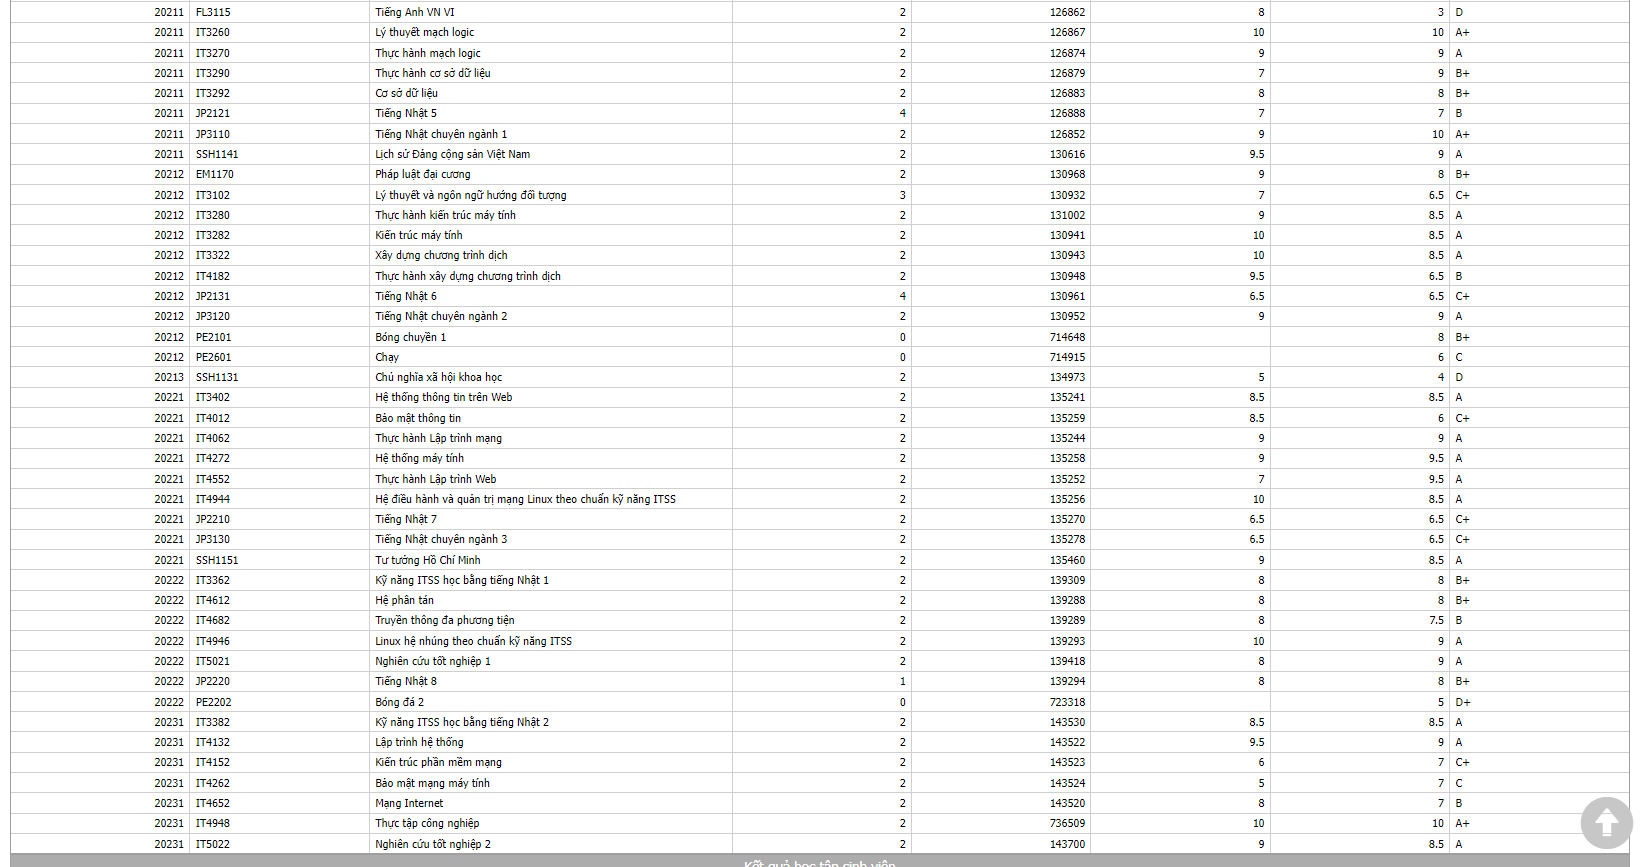 20211 FL3115 Tiếng Anh VN VI 2 126862 8 3 D
20211 IT3260 Lý thuyết mạch logic 2 126867 10 10 A+
20211 IT3270 Thực hành mạch logic 2 126874 9 9 A
20211 IT3290 Thực hành cơ sở dữ liệu 2 126879 7 9 B+
20211 IT3292 Cơ sở dữ liệu 2 126883 8 8 B+
20211 JP2121 Tiếng Nhật 5 4 126888 7 7 B
20211 JP3110 Tiếng Nhật chuyên ngành 1 2 126852 9 10 A+
20211 SSH1141 Lịch sử Đảng cộng sản Việt Nam 2 130616 9.5 9 A
20212 EM1170 Pháp luật đại cương 2 130968 9 8 B+
20212 IT3102 Lý thuyết và ngôn ngữ hướng đối tượng 3 130932 7 6.5 C+
20212 IT3280 Thực hành kiến trúc máy tính 2 131002 9 8.5 A
20212 IT3282 Kiến trúc máy tính 2 130941 10 8.5 A
20212 IT3322 Xây dựng chương trình dịch 2 130943 10 8.5 A
20212 IT4182 Thực hành xây dựng chương trình dịch 2 130948 9.5 6.5 B
20212 JP2131 Tiếng Nhật 6 4 130961 6.5 6.5 C+
20212 JP3120 Tiếng Nhật chuyên ngành 2 2 130952 9 9 A
20212 PE2101 Bóng chuyền 1 0 714648 8 B+
20212 PE2601 Chạy 0 714915 6 C
20213 SSH1131 Chủ nghĩa xã hội khoa học 2 134973 5 4 D
20221 IT3402 Hệ thống thông tin trên Web 2 135241 8.5 8.5 A
20221 IT4012 Bảo mật thông tin 2 135259 8.5 6 C+
20221 IT4062 Thực hành Lập trình mạng 2 135244 9 9 A
20221 IT4272 Hệ thống máy tính 2 135258 9 9.5 A
20221 IT4552 Thực hành Lập trình Web 2 135252 7 9.5 A
20221 IT4944 Hệ điều hành và quản trị mạng Linux theo chuẩn kỹ năng ITSS 2 135256 10 8.5 A
20221 JP2210 Tiếng Nhật 7 2 135270 6.5 6.5 C+
20221 JP3130 Tiếng Nhật chuyên ngành 3 2 135278 6.5 6.5 C+
20221 SSH1151 Tư tưởng Hồ Chí Minh 2 135460 9 8.5 A
20222 IT3362 Kỹ năng ITSS học bằng tiếng Nhật 1 2 139309 8 8 B+
20222 IT4612 Hệ phân tán 2 139288 8 8 B+
20222 IT4682 Truyền thông đa phương tiện 2 139289 8 7.5 B
20222 IT4946 Linux hệ nhúng theo chuẩn kỹ năng ITSS 2 139293 10 9 A
20222 IT5021 Nghiên cứu tốt nghiệp 1 2 139418 8 9 A
20222 JP2220 Tiếng Nhật 8 1 139294 8 8 B+
20222 PE2202 Bóng đá 2 0 723318 5 D+
20231 IT3382 Kỹ năng ITSS học bằng tiếng Nhật 2 2 143530 8.5 8.5 A
20231 IT4132 Lập trình hệ thống 2 143522 9.5 9 A
20231 IT4152 Kiến trúc phần mềm mạng 2 143523 6 7 C+
20231 IT4262 Bảo mật mạng máy tính 2 143524 5 7 C
20231 IT4652 Mạng Internet 2 143520 8 7 B
20231 IT4948 Thực tập công nghiệp 2 736509 10 10 A+
20231 IT5022 Nghiên cứu tốt nghiệp 2 2 143700 9 8.5 A
Kết quả học tập sinh viên